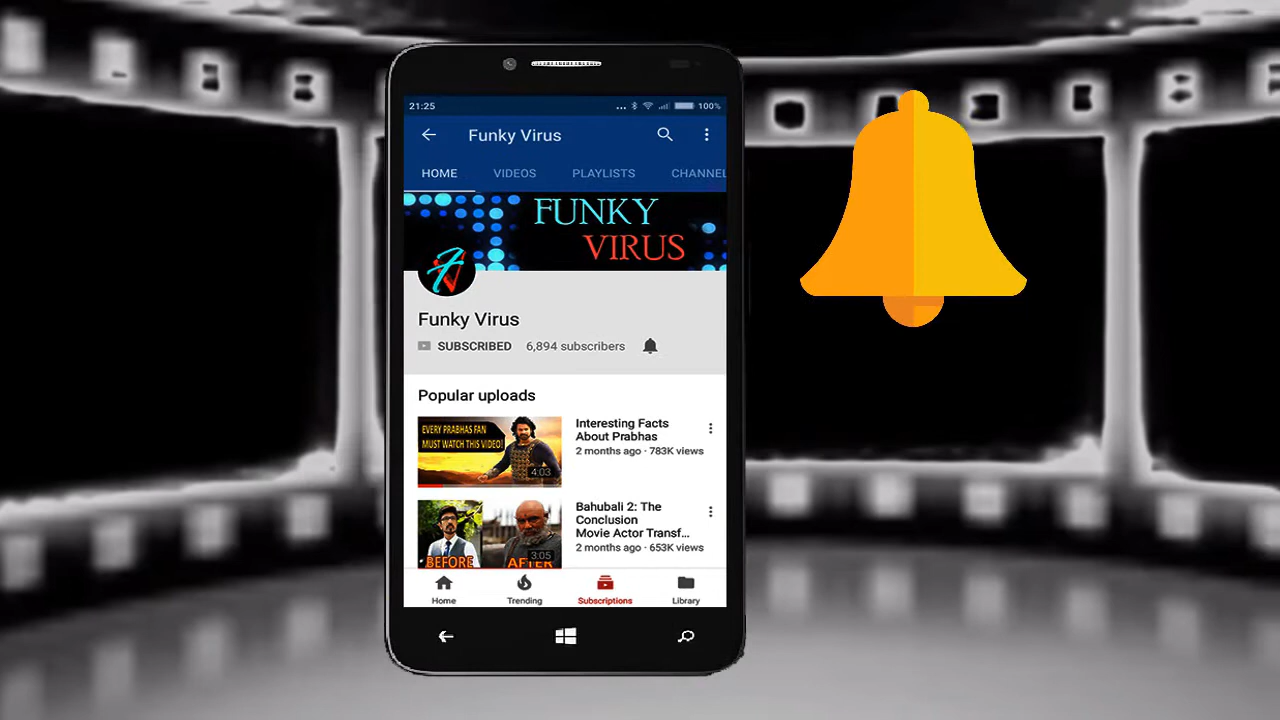 21:25
... 100%
Funky Virus
HOME VIDEOS PLAYLISTS CHANNEL
FUNKY
VIRUS
FV
Funky Virus
SUBSCRIBED 6,894 subscribers
Popular uploads
EVERY PRABHAS FAN
MUST WATCH THIS VIDEO!
4:03
Interesting Facts
About Prabhas
2 months ago · 783K views
BEFORE
AFTER
3:05
Bahubali 2: The
Conclusion
Movie Actor Transf...
2 months ago · 653K views
Home Trending Subscriptions Library